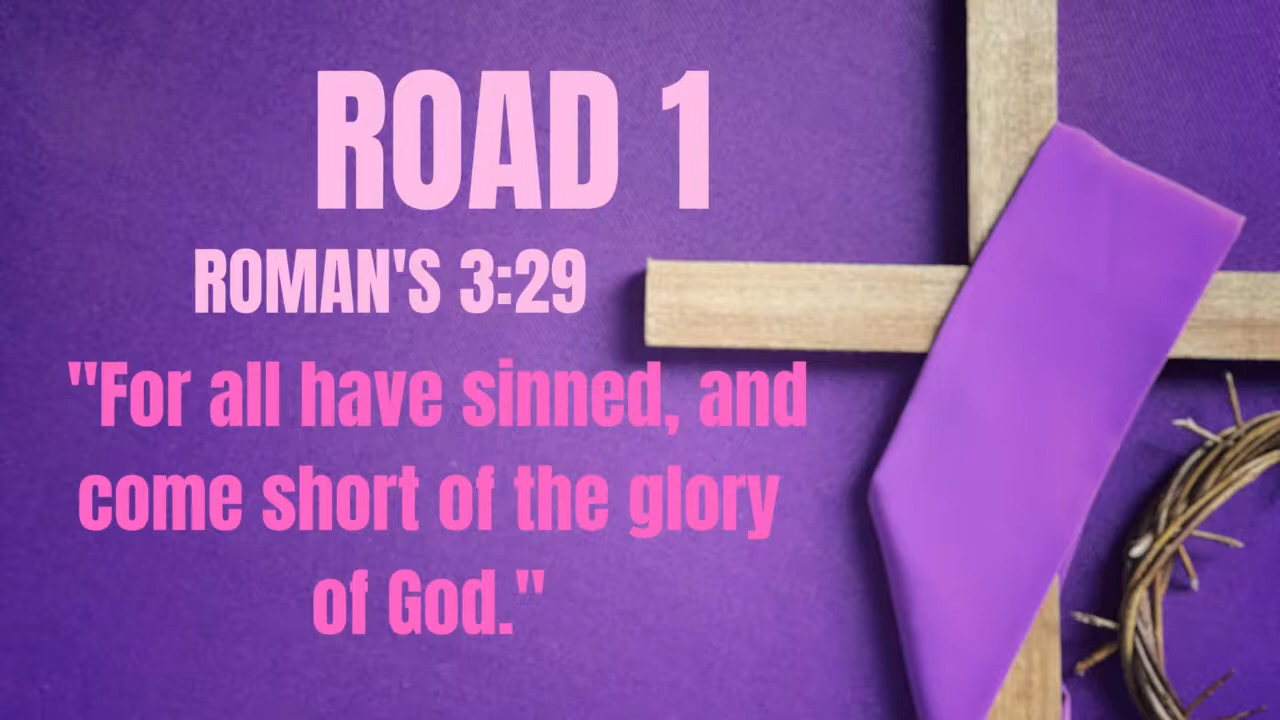 ROAD 1
ROMAN'S 3:29
"For all have sinned, and
come short of the glory
of God."